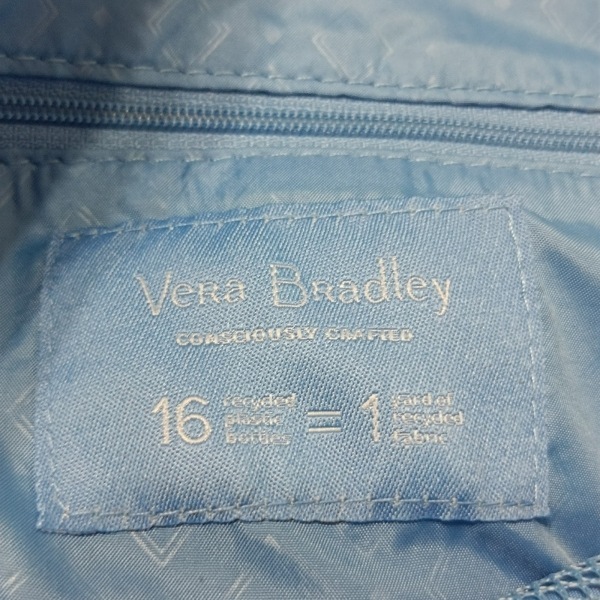 Vera Bradley
CONSCIOUSLY CRAFTED
16 recycled plastic bottles = 1 yard of recycled fabric